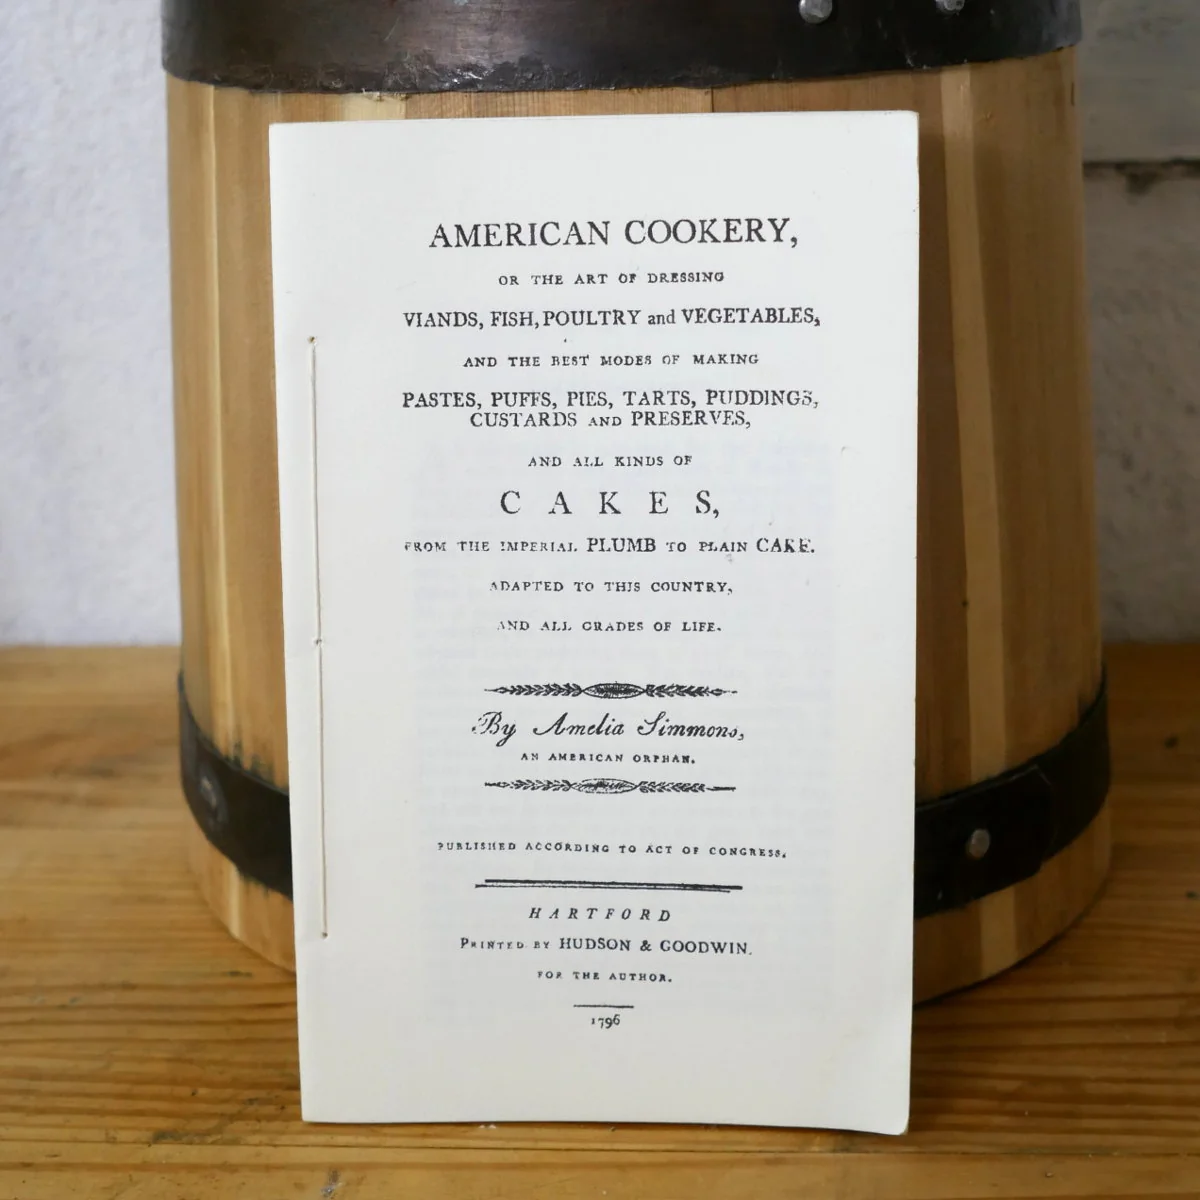 AMERICAN COOKERY,
OR THE ART OF DRESSING
VIANDS, FISH, POULTRY and VEGETABLES,
AND THE BEST MODES OF MAKING
PASTES, PUFFS, PIES, TARTS, PUDDINGS,
CUSTARDS AND PRESERVES,
AND ALL KINDS OF
CAKES,
FROM THE IMPERIAL PLUMB TO PLAIN CAKE.
ADAPTED TO THIS COUNTRY,
AND ALL GRADES OF LIFE.
By Amelia Simmons,
AN AMERICAN ORPHAN.
PUBLISHED ACCORDING TO ACT OF CONGRESS.
HARTFORD
PRINTED BY HUDSON & GOODWIN.
FOR THE AUTHOR.
1796